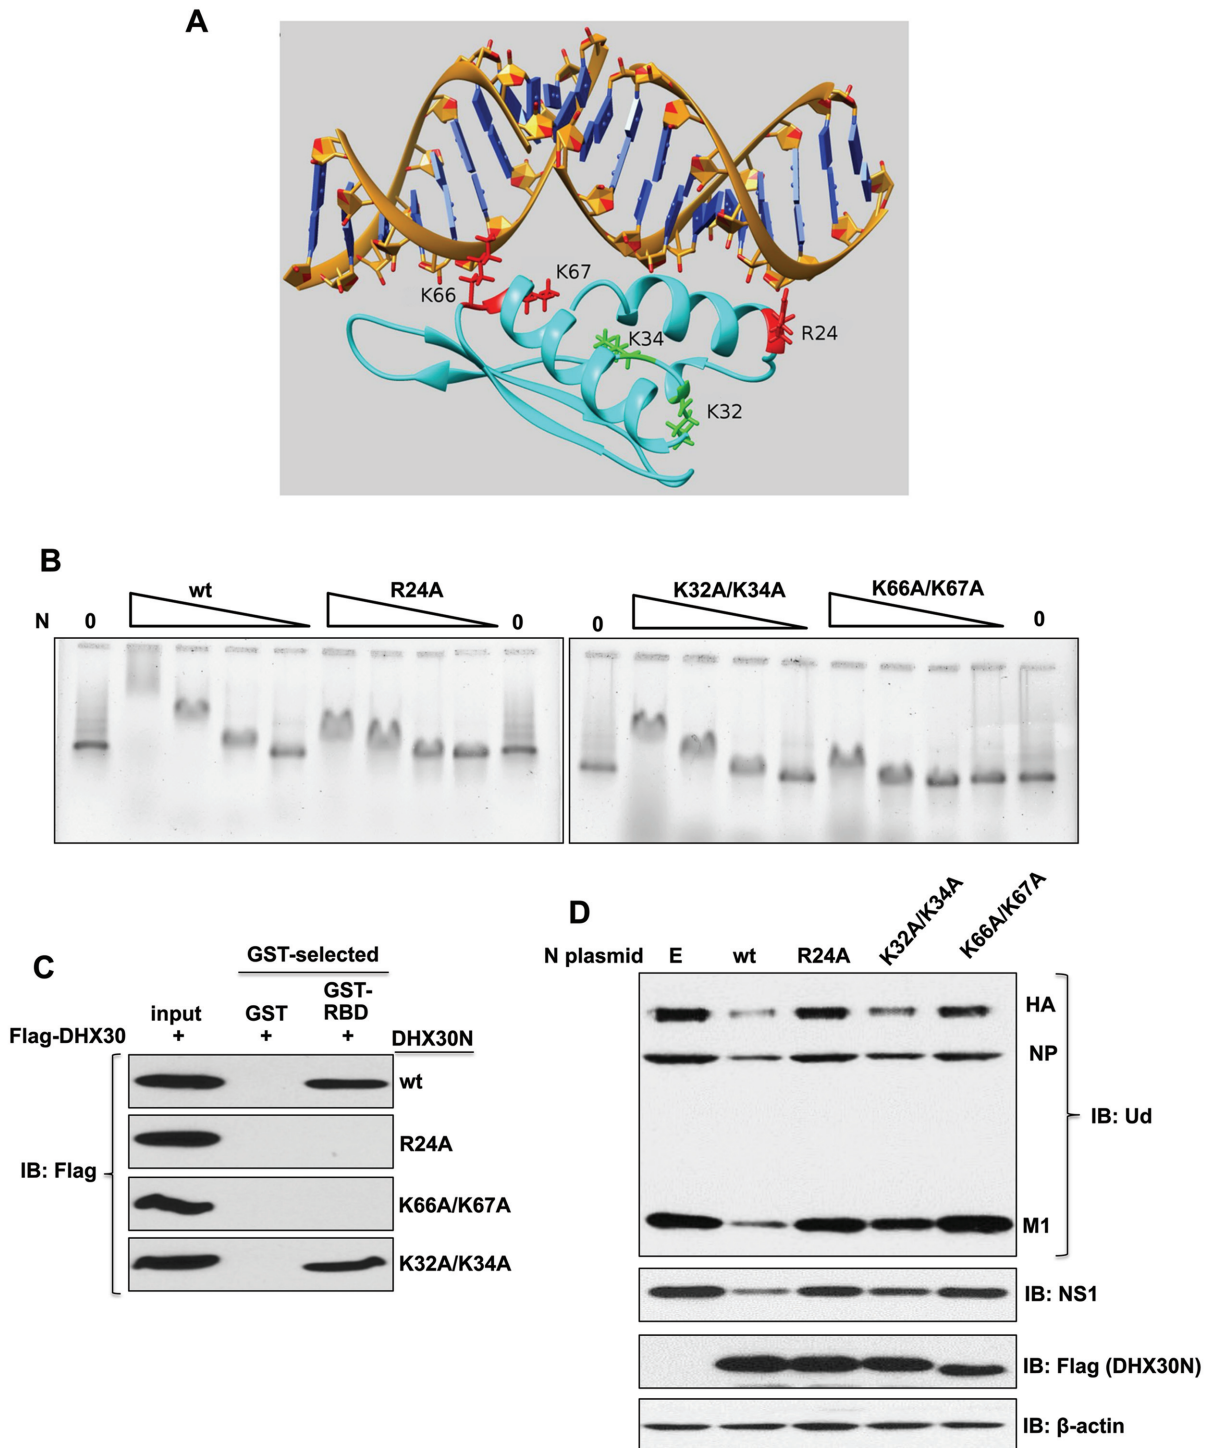 A
K66
K67
K34
R24
K32
B
N 0 wt R24A 0
0 K32A/K34A K66A/K67A 0
C
GST-selected
input GST GST-RBD
Flag-DHX30 + + + DHX30N
wt
R24A
IB: Flag
K66A/K67A
K32A/K34A
D
N plasmid E wt R24A K32A/K34A K66A/K67A
HA
NP
IB: Ud
M1
IB: NS1
IB: Flag (DHX30N)
IB: β-actin